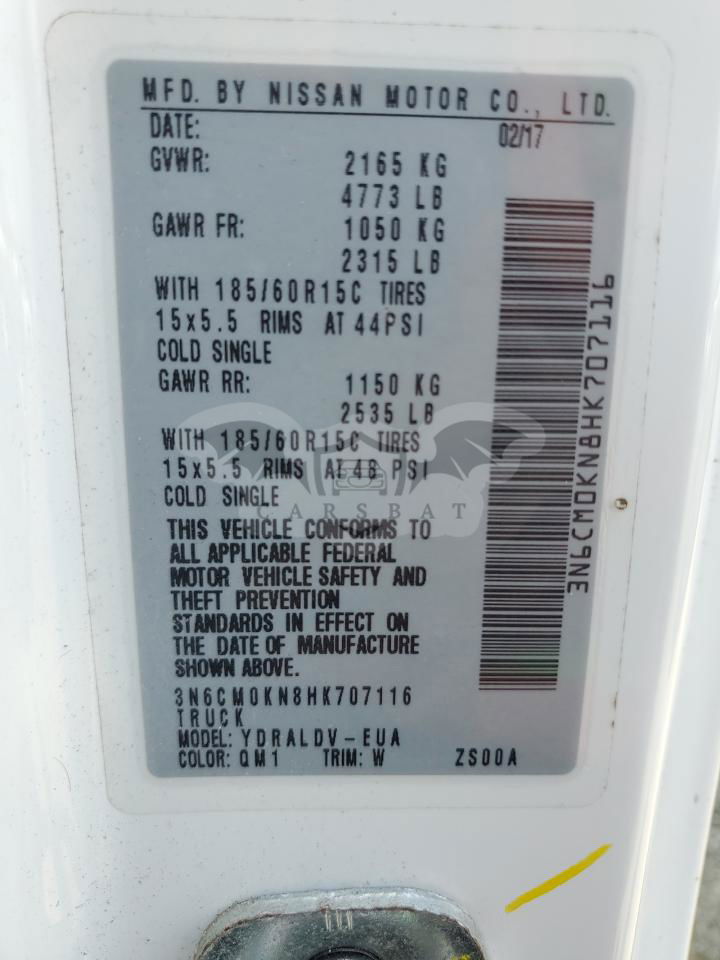 MFD. BY NISSAN MOTOR CO., LTD.
DATE: 02/17
GVWR: 2165 KG
4773 LB
GAWR FR: 1050 KG
2315 LB
WITH 185/60R15C TIRES
15x5.5 RIMS AT 44PSI
COLD SINGLE
GAWR RR: 1150 KG
2535 LB
WITH 185/60R15C TIRES
15x5.5 RIMS AT 48 PSI
COLD SINGLE
THIS VEHICLE CONFORMS TO
ALL APPLICABLE FEDERAL
MOTOR VEHICLE SAFETY AND
THEFT PREVENTION
STANDARDS IN EFFECT ON
THE DATE OF MANUFACTURE
SHOWN ABOVE.
3N6CM0KN8HK707116
TRUCK
MODEL: YDRALDV-EUA
COLOR: QM1 TRIM: W ZS00A
3N6CM0KN8HK707116
CARSBAT